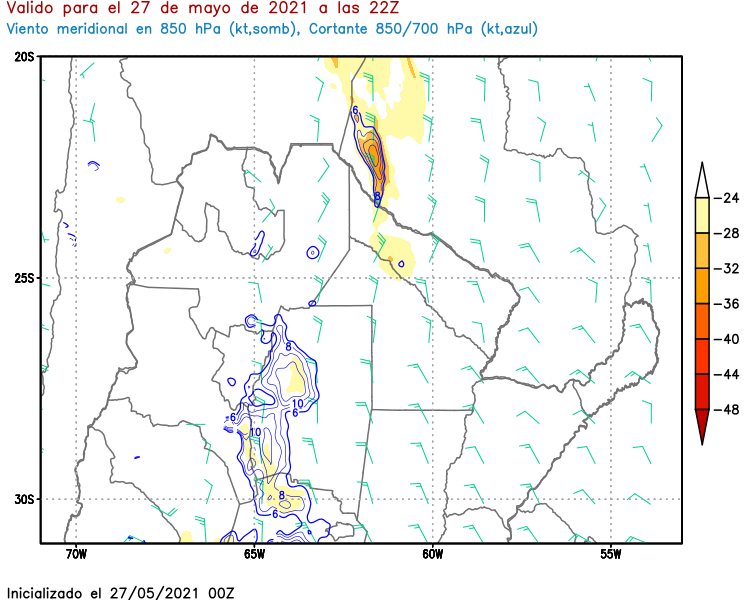 Valido para el 27 de mayo de 2021 a las 22Z
Viento meridional en 850 hPa (kt,somb), Cortante 850/700 hPa (kt,azul)
20S
25S
30S
70W
65W
60W
55W
6
8
8
10
6
6
10
8
6
-24
-28
-32
-36
-40
-44
-48
Inicializado el 27/05/2021 00Z